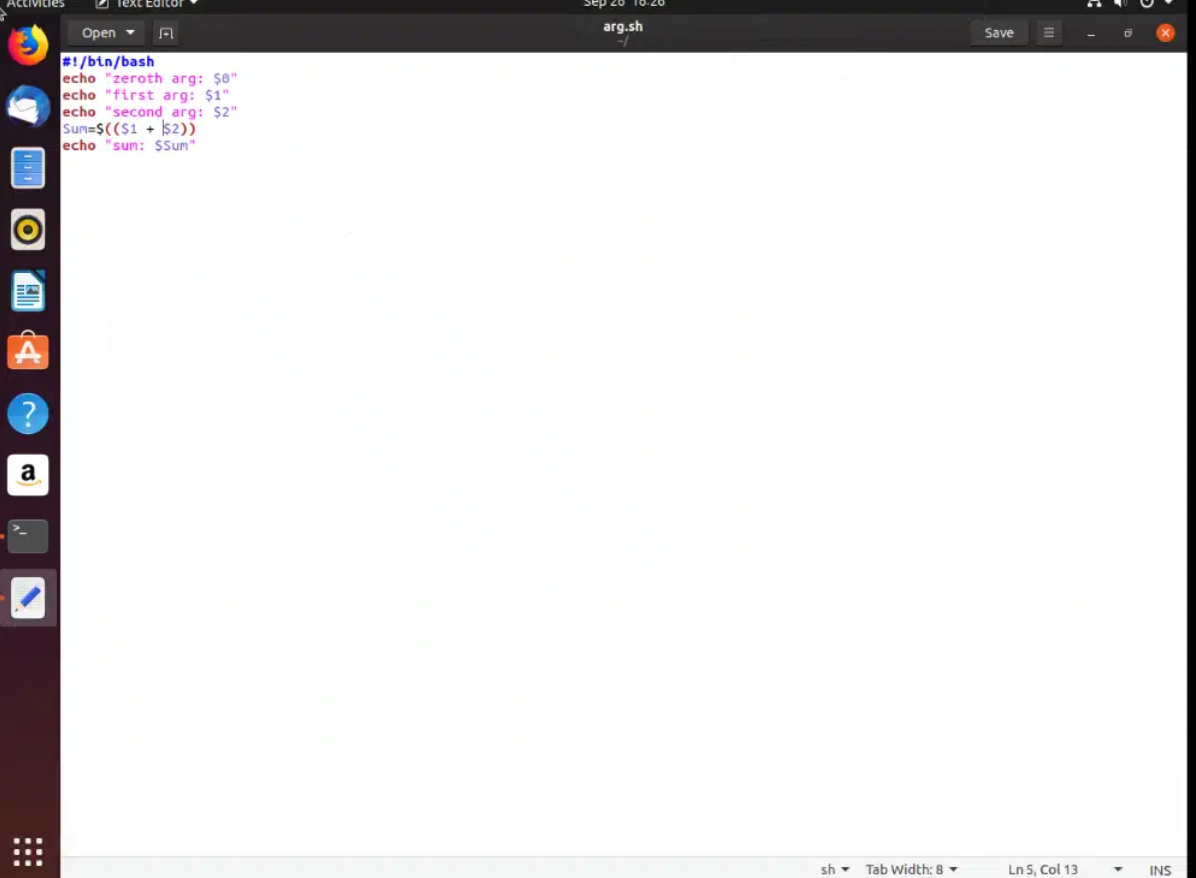 Activities Text Editor Sep 26 16:26
Open arg.sh Save
~/
#!/bin/bash
echo "zeroth arg: $0"
echo "first arg: $1"
echo "second arg: $2"
Sum=$(($1 + $2))
echo "sum: $Sum"
?
a
>_
sh Tab Width: 8 Ln 5, Col 13 INS